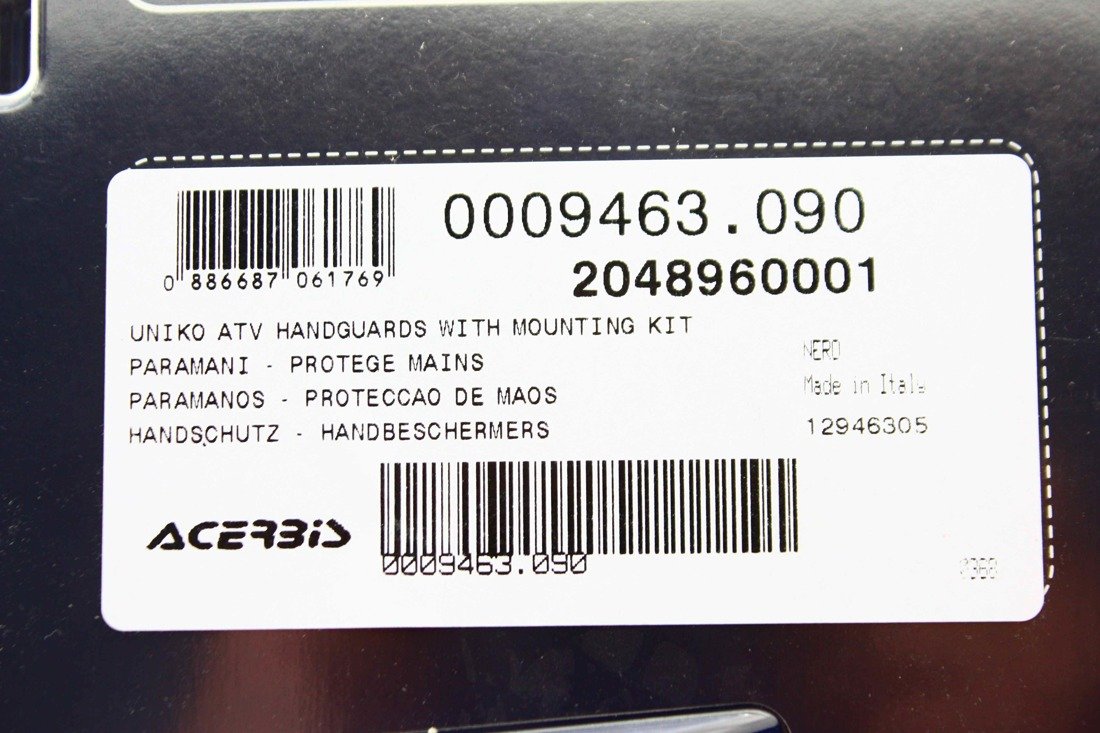 0009463.090
0 886687 061769
2048960001
UNIKO ATV HANDGUARDS WITH MOUNTING KIT
PARAMANI - PROTEGE MAINS
NERO
PARAMANOS - PROTECCAO DE MAOS
Made in Italy
HANDSCHUTZ - HANDBESCHERMERS
12946305
ACERBiS
0009463.090